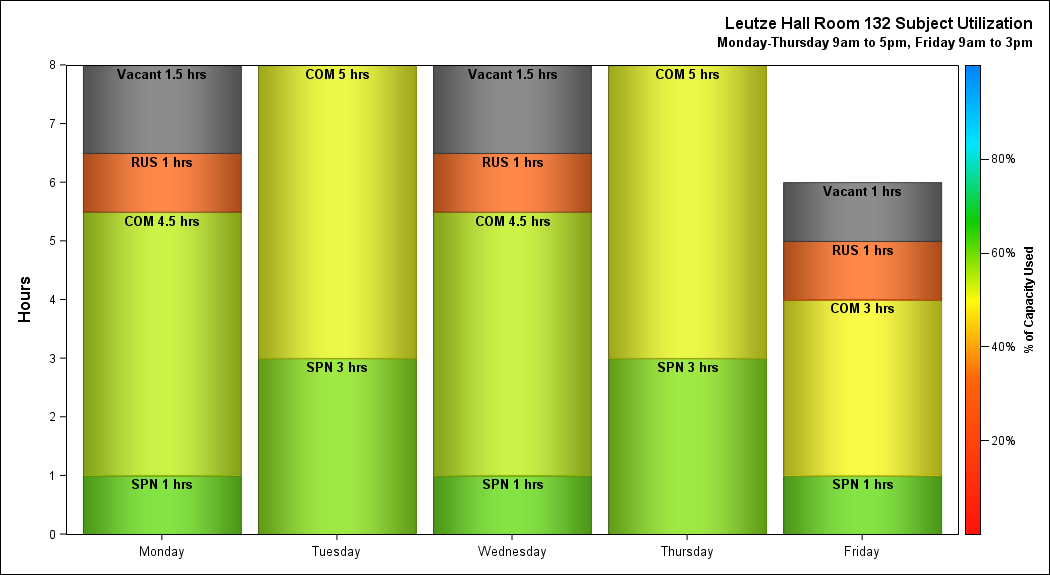 Leutze Hall Room 132 Subject Utilization
Monday-Thursday 9am to 5pm, Friday 9am to 3pm
Hours
8
7
6
5
4
3
2
1
0
Vacant 1.5 hrs
RUS 1 hrs
COM 4.5 hrs
SPN 1 hrs
COM 5 hrs
SPN 3 hrs
Vacant 1.5 hrs
RUS 1 hrs
COM 4.5 hrs
SPN 1 hrs
COM 5 hrs
SPN 3 hrs
Vacant 1 hrs
RUS 1 hrs
COM 3 hrs
SPN 1 hrs
Monday
Tuesday
Wednesday
Thursday
Friday
80%
60%
40%
20%
% of Capacity Used